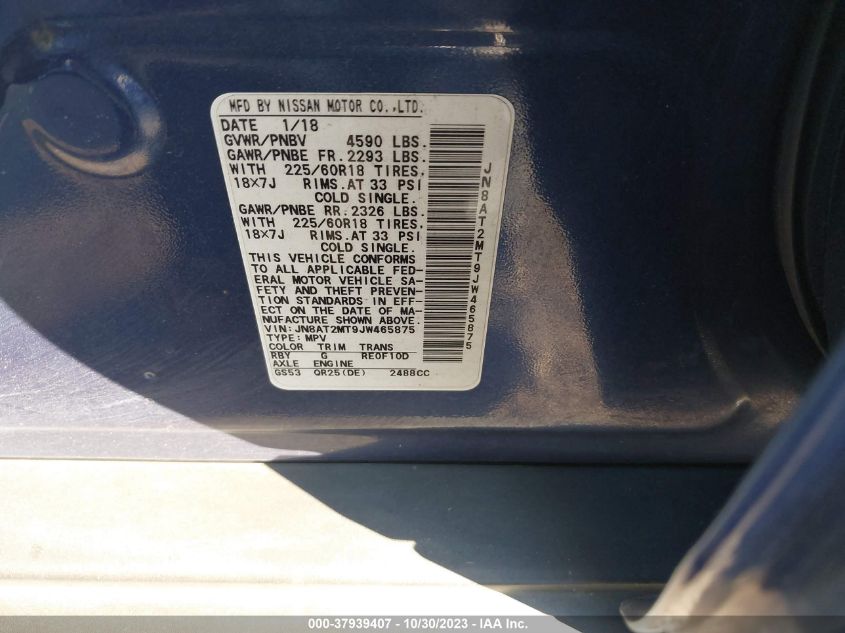 MFD BY NISSAN MOTOR CO.,LTD.
DATE 1/18
GVWR/PNBV 4590 LBS.
GAWR/PNBE FR. 2293 LBS.
WITH 225/60R18 TIRES.
18X7J RIMS.AT 33 PSI
COLD SINGLE.
GAWR/PNBE RR. 2326 LBS.
WITH 225/60R18 TIRES.
18X7J RIMS.AT 33 PSI
COLD SINGLE.
THIS VEHICLE CONFORMS
TO ALL APPLICABLE FED-
ERAL MOTOR VEHICLE SA-
FETY AND THEFT PREVEN-
TION STANDARDS IN EFF-
ECT ON THE DATE OF MA-
NUFACTURE SHOWN ABOVE.
VIN: JN8AT2MT9JW465875
TYPE: MPV
COLOR TRIM TRANS
RBY G RE0F10D
AXLE ENGINE
GS53 QR25(DE) 2488CC
JN8AT2MT9JW465875
000-37939407 - 10/30/2023 - IAA Inc.